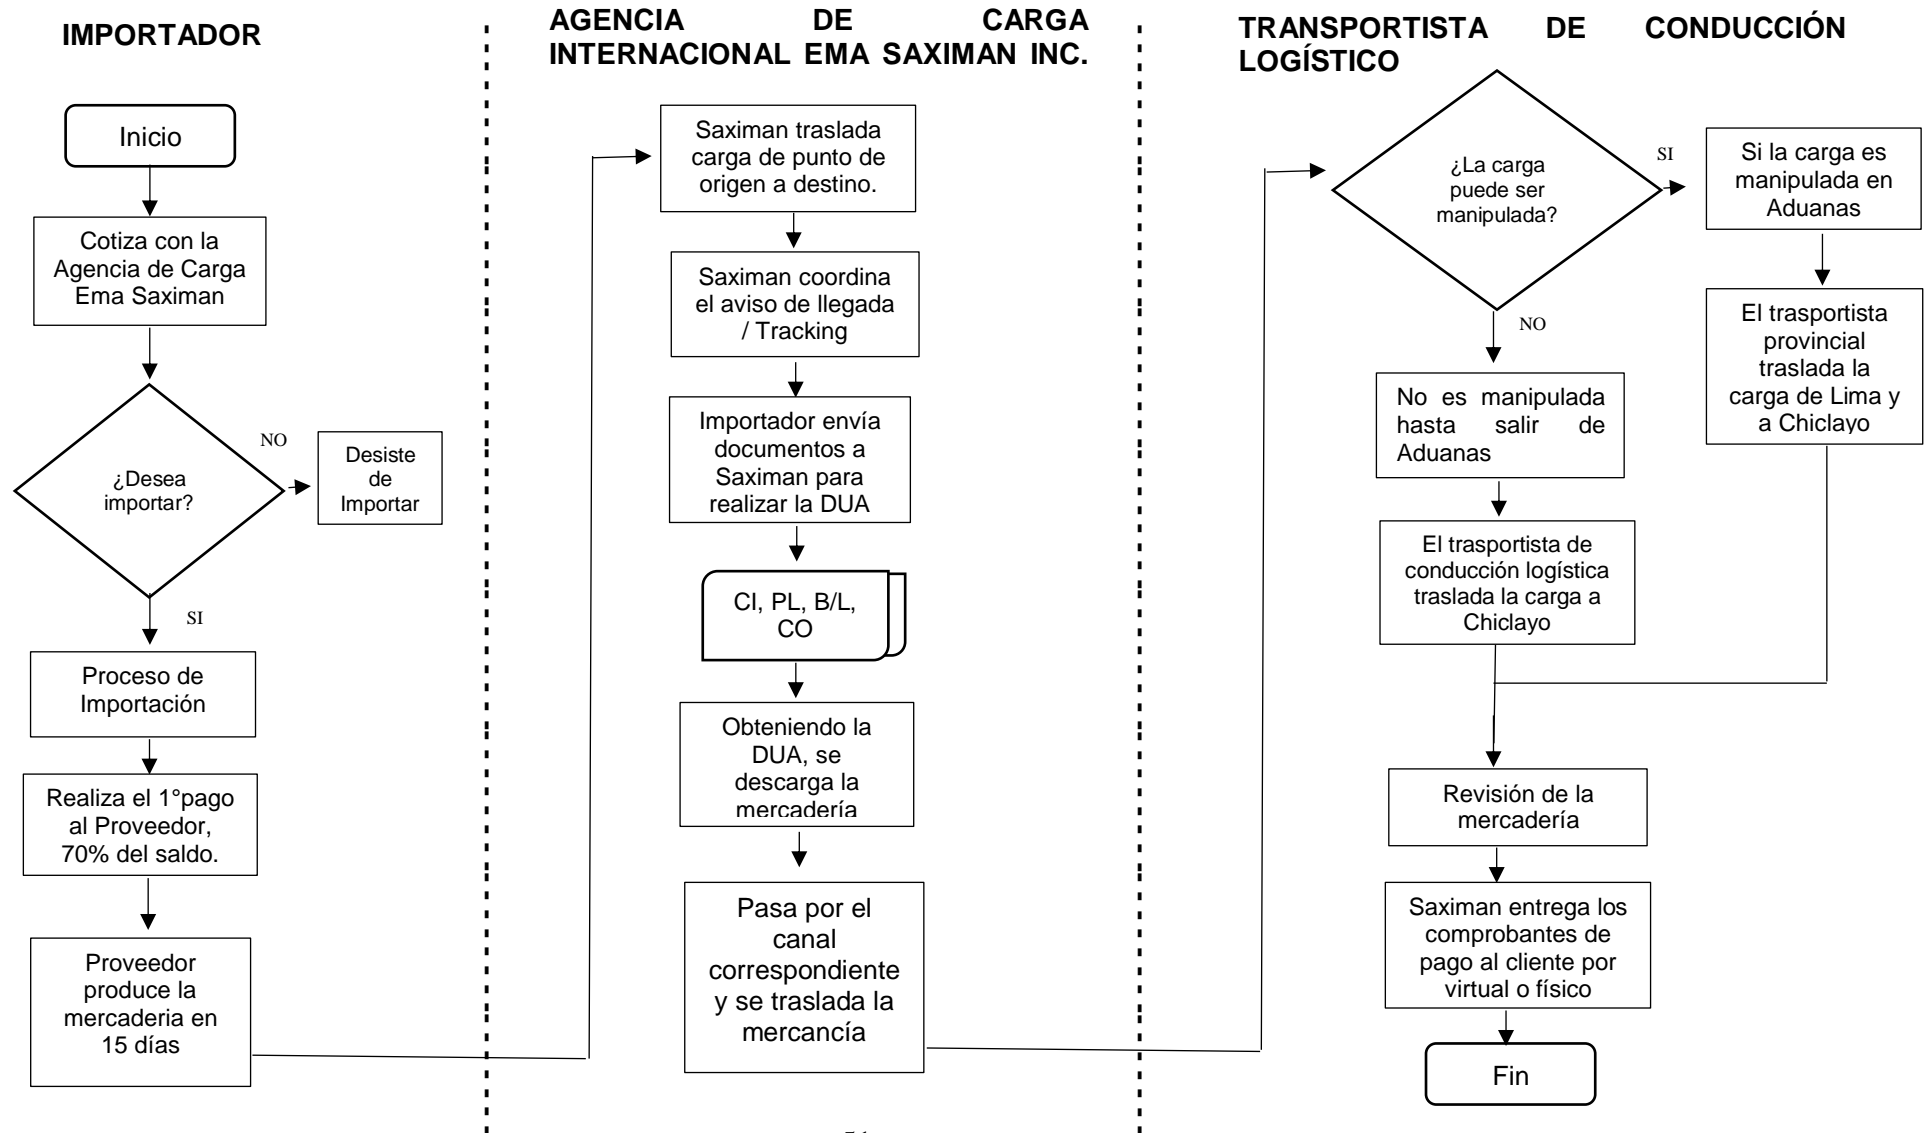 IMPORTADOR
Inicio
Cotiza con la
Agencia de Carga
Ema Saximan
¿Desea
importar?
NO
Desiste
de
Importar
SI
Proceso de
Importación
Realiza el 1°pago
al Proveedor,
70% del saldo.
Proveedor
produce la
mercaderia en
15 días
AGENCIA DE CARGA
INTERNACIONAL EMA SAXIMAN INC.
Saximan traslada
carga de punto de
origen a destino.
Saximan coordina
el aviso de llegada
/ Tracking
Importador envía
documentos a
Saximan para
realizar la DUA
CI, PL, B/L,
CO
Obteniendo la
DUA, se
descarga la
mercadería
Pasa por el
canal
correspondiente
y se traslada la
mercancía
TRANSPORTISTA DE CONDUCCIÓN
LOGÍSTICO
¿La carga
puede ser
manipulada?
SI
Si la carga es
manipulada en
Aduanas
El trasportista
provincial
traslada la
carga de Lima y
a Chiclayo
NO
No es manipulada
hasta salir de
Aduanas
El trasportista de
conducción logística
traslada la carga a
Chiclayo
Revisión de la
mercadería
Saximan entrega los
comprobantes de
pago al cliente por
virtual o físico
Fin